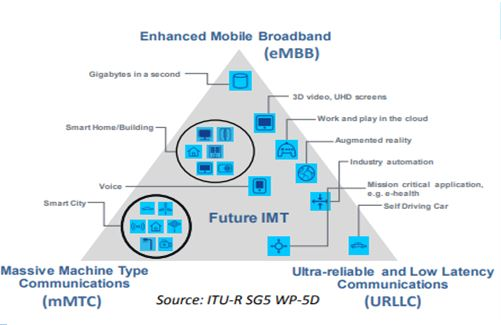 Enhanced Mobile Broadband
(eMBB)
Gigabytes in a second
3D video, UHD screens
Work and play in the cloud
Smart Home/Building
Augmented reality
Industry automation
Voice
Mission critical application,
e.g. e-health
Smart City
Self Driving Car
Future IMT
Massive Machine Type
Communications
(mMTC)
Source: ITU-R SG5 WP-5D
Ultra-reliable and Low Latency
Communications
(URLLC)